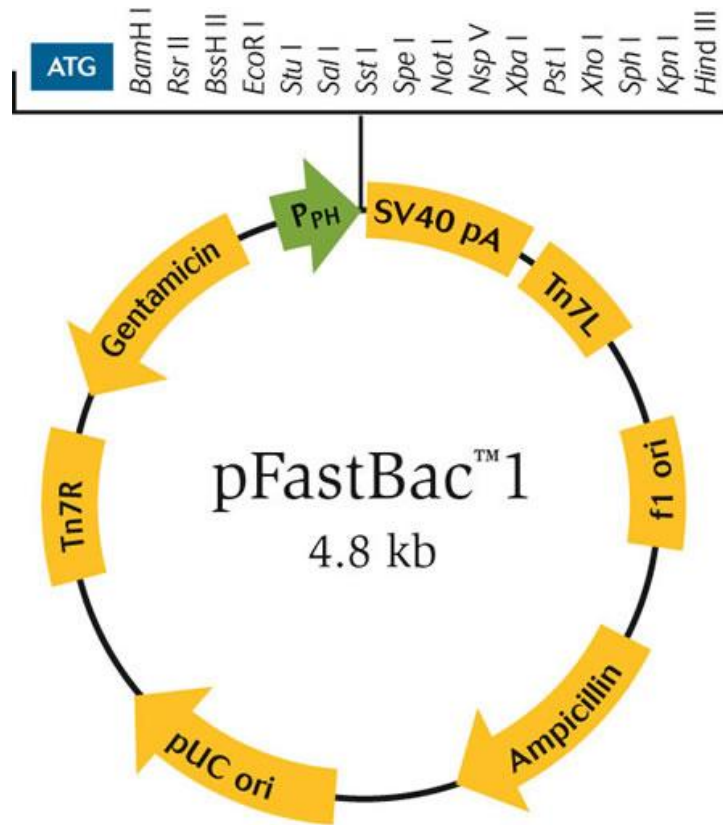 ATG
BamH I
Rsr II
BssH II
EcoR I
Stu I
Sal I
Sst I
Spe I
Not I
Nsp V
Xba I
Pst I
Xho I
Sph I
Kpn I
Hind III
PPH
SV40 pA
Tn7L
f1 ori
Ampicillin
pUC ori
Tn7R
Gentamicin
pFastBac™1
4.8 kb